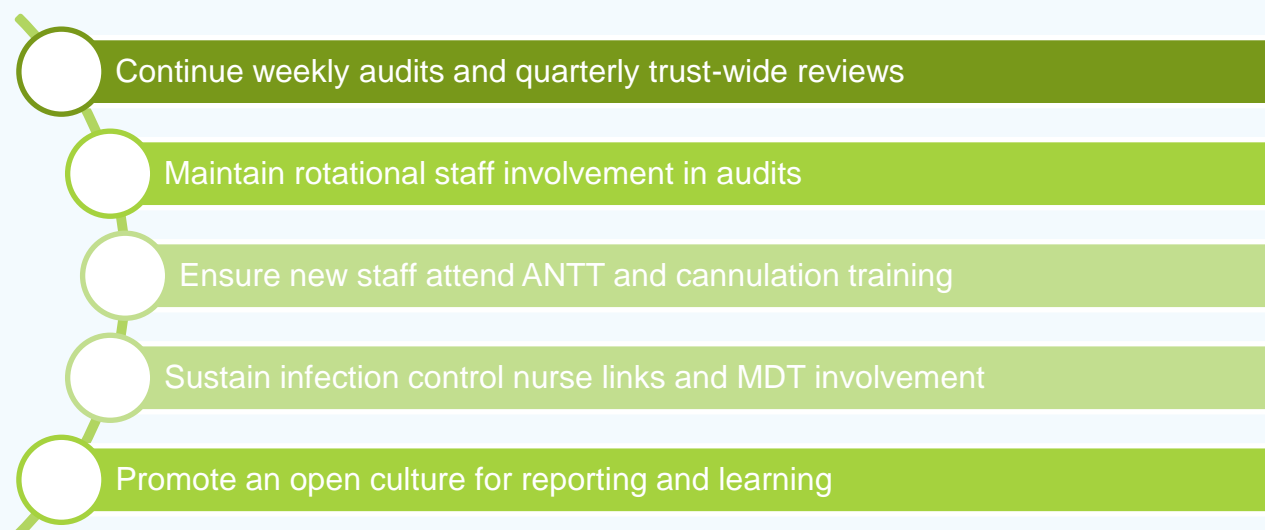 Continue weekly audits and quarterly trust-wide reviews
Maintain rotational staff involvement in audits
Ensure new staff attend ANTT and cannulation training
Sustain infection control nurse links and MDT involvement
Promote an open culture for reporting and learning